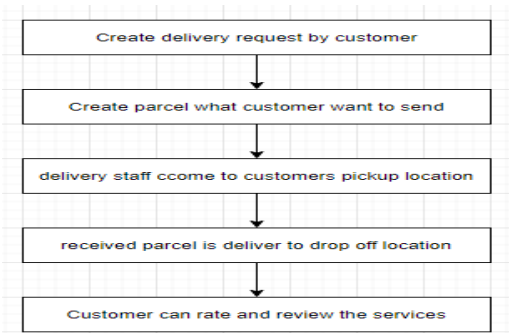 Create delivery request by customer
Create parcel what customer want to send
delivery staff ccome to customers pickup location
received parcel is deliver to drop off location
Customer can rate and review the services